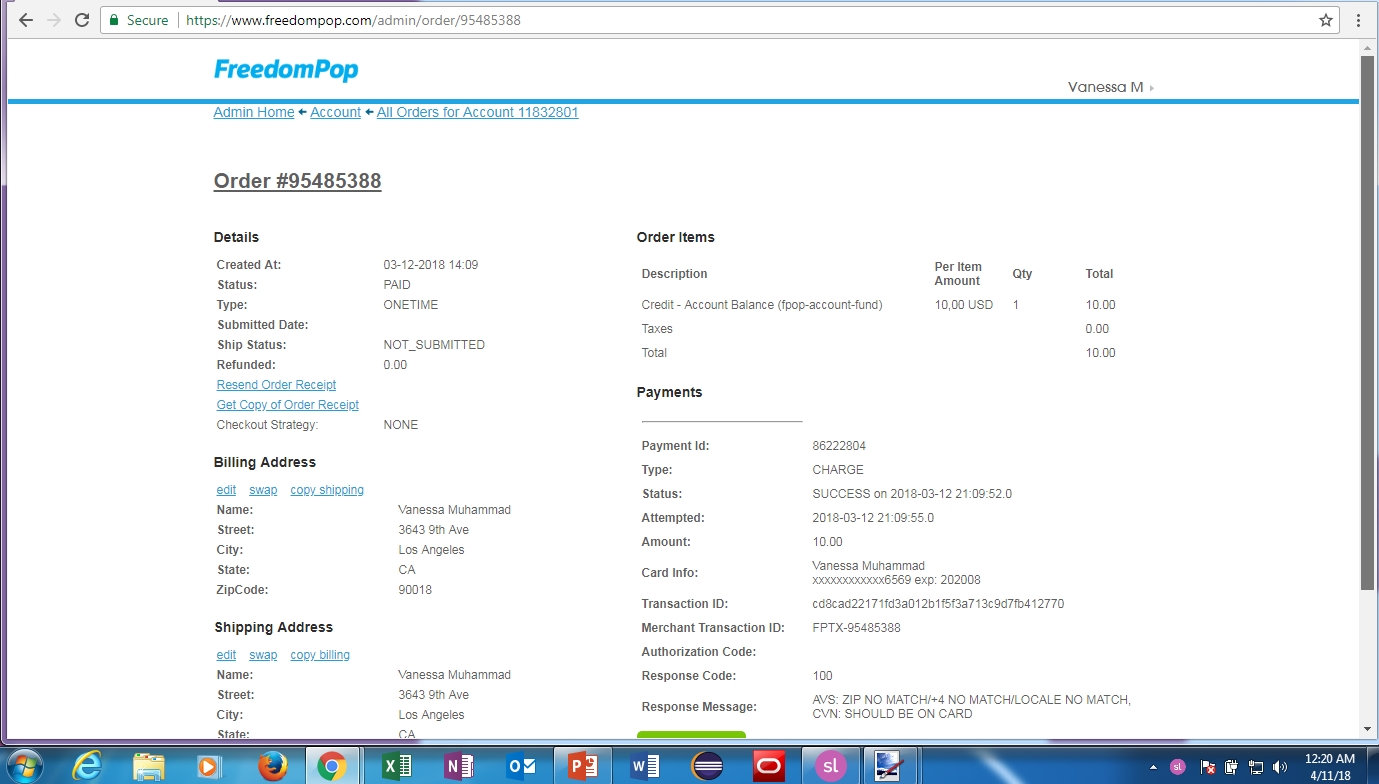 Secure https://www.freedompop.com/admin/order/95485388
FreedomPop
Vanessa M
Admin Home Account All Orders for Account 11832801
Order #95485388
Details
Created At: 03-12-2018 14:09
Status: PAID
Type: ONETIME
Submitted Date:
Ship Status: NOT_SUBMITTED
Refunded: 0.00
Resend Order Receipt
Get Copy of Order Receipt
Checkout Strategy: NONE
Billing Address
edit swap copy shipping
Name: Vanessa Muhammad
Street: 3643 9th Ave
City: Los Angeles
State: CA
ZipCode: 90018
Shipping Address
edit swap copy billing
Name: Vanessa Muhammad
Street: 3643 9th Ave
City: Los Angeles
State: CA
Order Items
Description Per Item Amount Qty Total
Credit - Account Balance (fpop-account-fund) 10,00 USD 1 10.00
Taxes 0.00
Total 10.00
Payments
Payment Id: 86222804
Type: CHARGE
Status: SUCCESS on 2018-03-12 21:09:52.0
Attempted: 2018-03-12 21:09:55.0
Amount: 10.00
Card Info: Vanessa Muhammad
xxxxxxxxxxxx6569 exp: 202008
Transaction ID: cd8cad22171fd3a012b1f5f3a713c9d7fb412770
Merchant Transaction ID: FPTX-95485388
Authorization Code:
Response Code: 100
Response Message: AVS: ZIP NO MATCH/+4 NO MATCH/LOCALE NO MATCH,
CVN: SHOULD BE ON CARD
sl
sl
12:20 AM
4/11/18